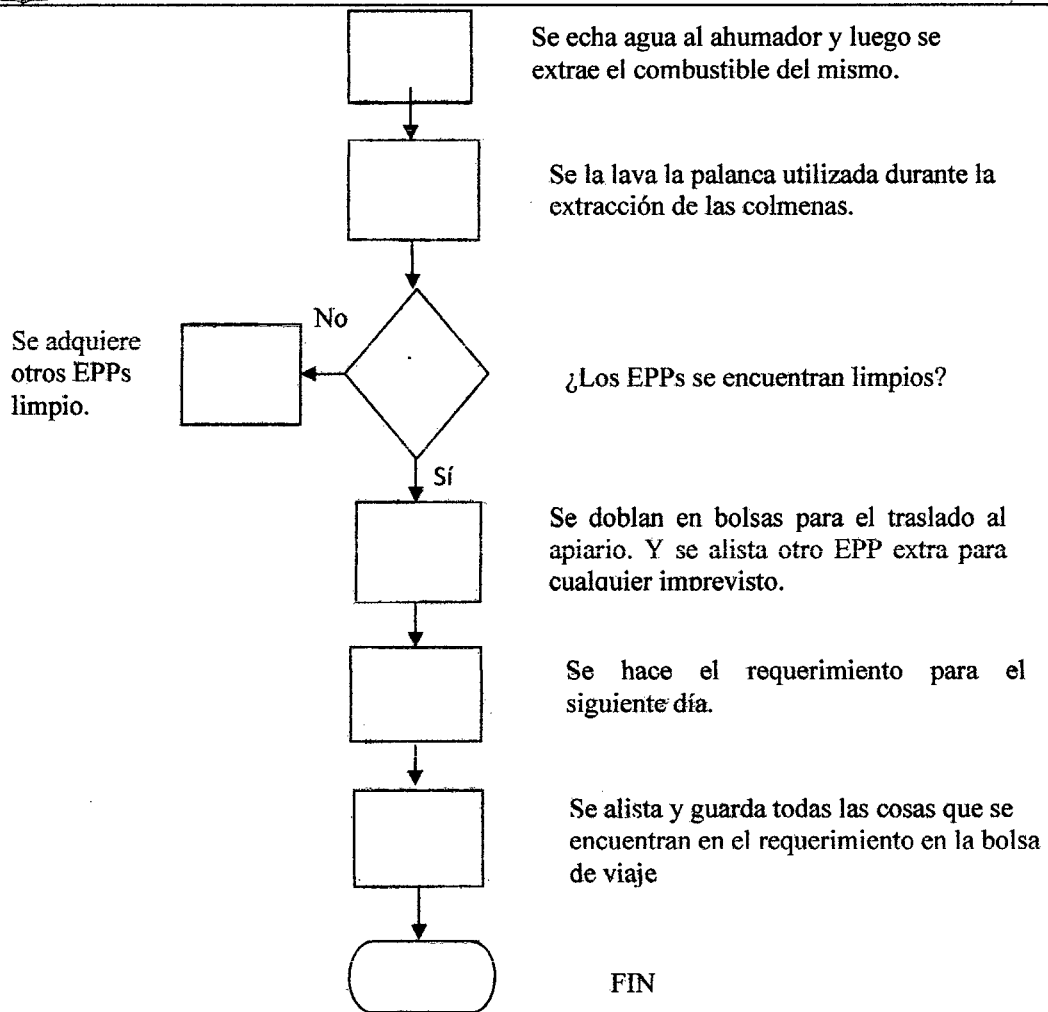 Se echa agua al ahumador y luego se
extrae el combustible del mismo.
Se la lava la palanca utilizada durante la
extracción de las colmenas.
No
Se adquiere
otros EPPs
limpio.
¿Los EPPs se encuentran limpios?
Sí
Se doblan en bolsas para el traslado al
apiario. Y se alista otro EPP extra para
cualquier imprevisto.
Se hace el requerimiento para el
siguiente día.
Se alista y guarda todas las cosas que se
encuentran en el requerimiento en la bolsa
de viaje
FIN